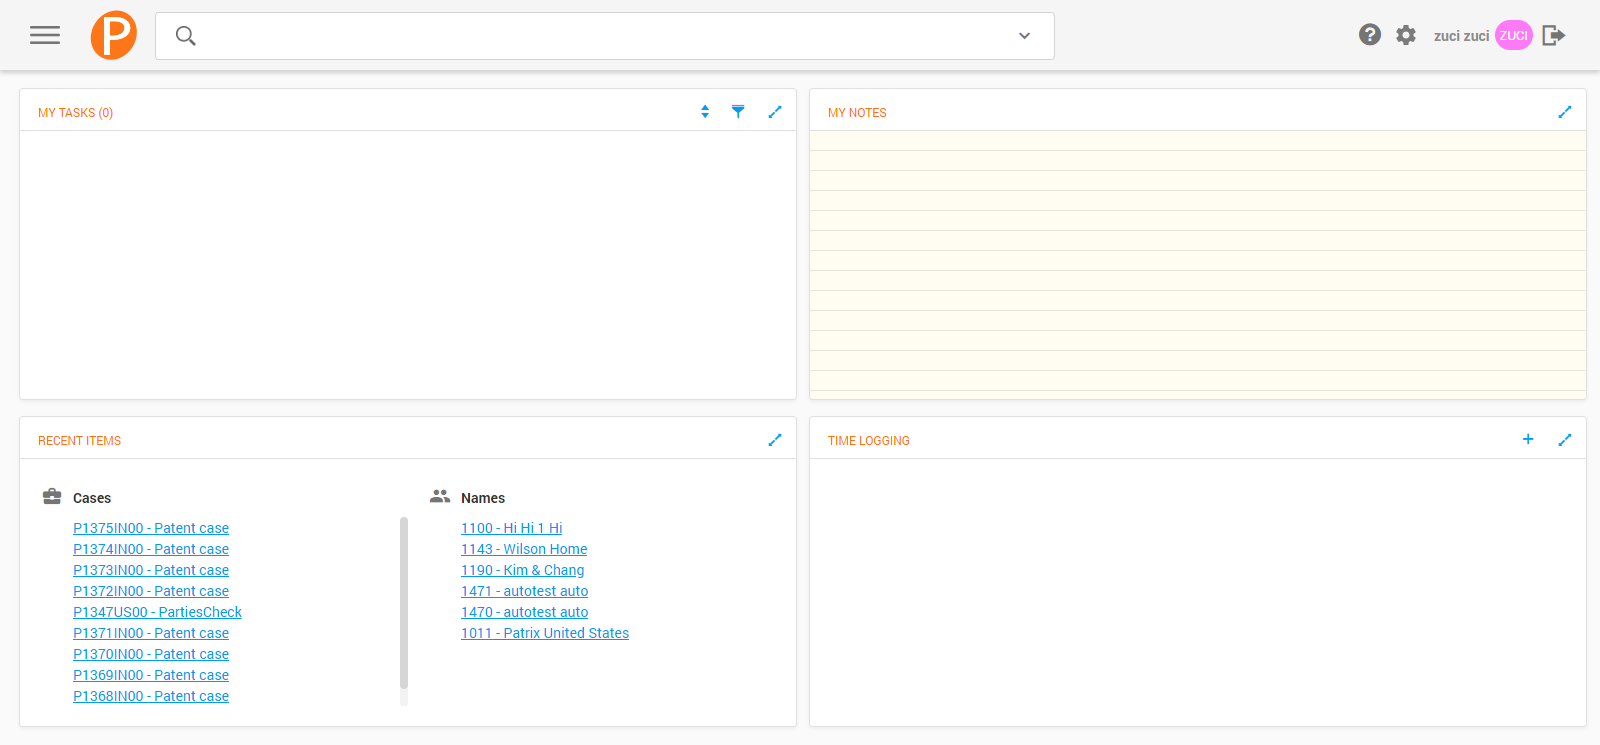 P
? zuci zuci ZUCI
MY TASKS (0)
MY NOTES
RECENT ITEMS
Cases
P1375IN00 - Patent case
P1374IN00 - Patent case
P1373IN00 - Patent case
P1372IN00 - Patent case
P1347US00 - PartiesCheck
P1371IN00 - Patent case
P1370IN00 - Patent case
P1369IN00 - Patent case
P1368IN00 - Patent case
Names
1100 - Hi Hi 1 Hi
1143 - Wilson Home
1190 - Kim & Chang
1471 - autotest auto
1470 - autotest auto
1011 - Patrix United States
TIME LOGGING